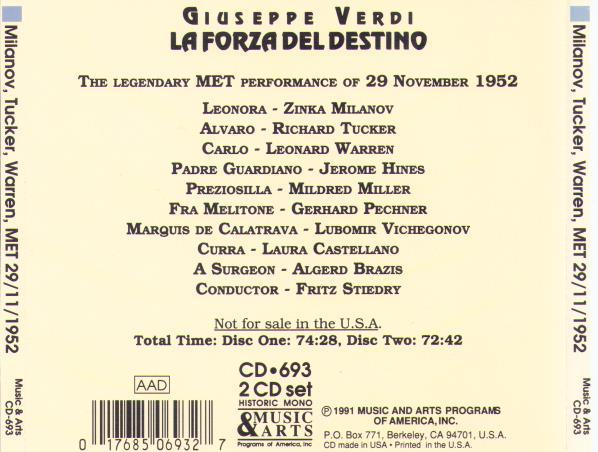 GIUSEPPE VERDI
LA FORZA DEL DESTINO
THE LEGENDARY MET PERFORMANCE OF 29 NOVEMBER 1952
LEONORA - ZINKA MILANOV
ALVARO - RICHARD TUCKER
CARLO - LEONARD WARREN
PADRE GUARDIANO - JEROME HINES
PREZIOSILLA - MILDRED MILLER
FRA MELITONE - GERHARD PECHNER
MARQUIS DE CALATRAVA - LUBOMIR VICHEGONOV
CURRA - LAURA CASTELLANO
A SURGEON - ALGERD BRAZIS
CONDUCTOR - FRITZ STIEDRY
Not for sale in the U.S.A.
Total Time: Disc One: 74:28, Disc Two: 72:42
AAD
0 17685 06932 7
CD•693
2 CD set
HISTORIC MONO
MUSIC
& ARTS
Programs of America, Inc
℗ 1991 MUSIC AND ARTS PROGRAMS
OF AMERICA, INC.
P.O. Box 771, Berkeley, CA 94701, U.S.A.
CD made in USA • Printed in the U.S.A.
Milanov, Tucker, Warren, MET 29/11/1952
Music & Arts
CD-693
Milanov, Tucker, Warren, MET 29/11/1952
Music & Arts
CD-693